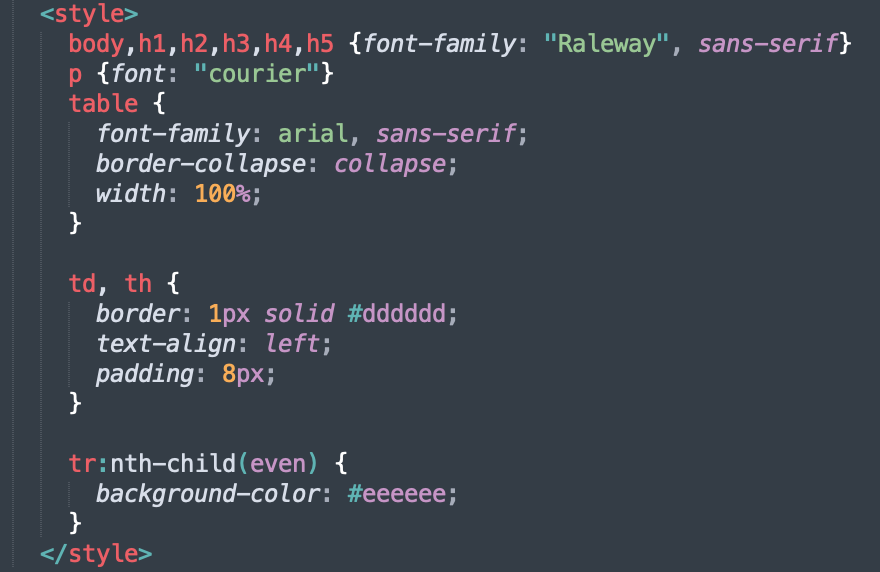 <style>
body,h1,h2,h3,h4,h5 {font-family: "Raleway", sans-serif}
p {font: "courier"}
table {
font-family: arial, sans-serif;
border-collapse: collapse;
width: 100%;
}
td, th {
border: 1px solid #dddddd;
text-align: left;
padding: 8px;
}
tr:nth-child(even) {
background-color: #eeeeee;
}
</style>